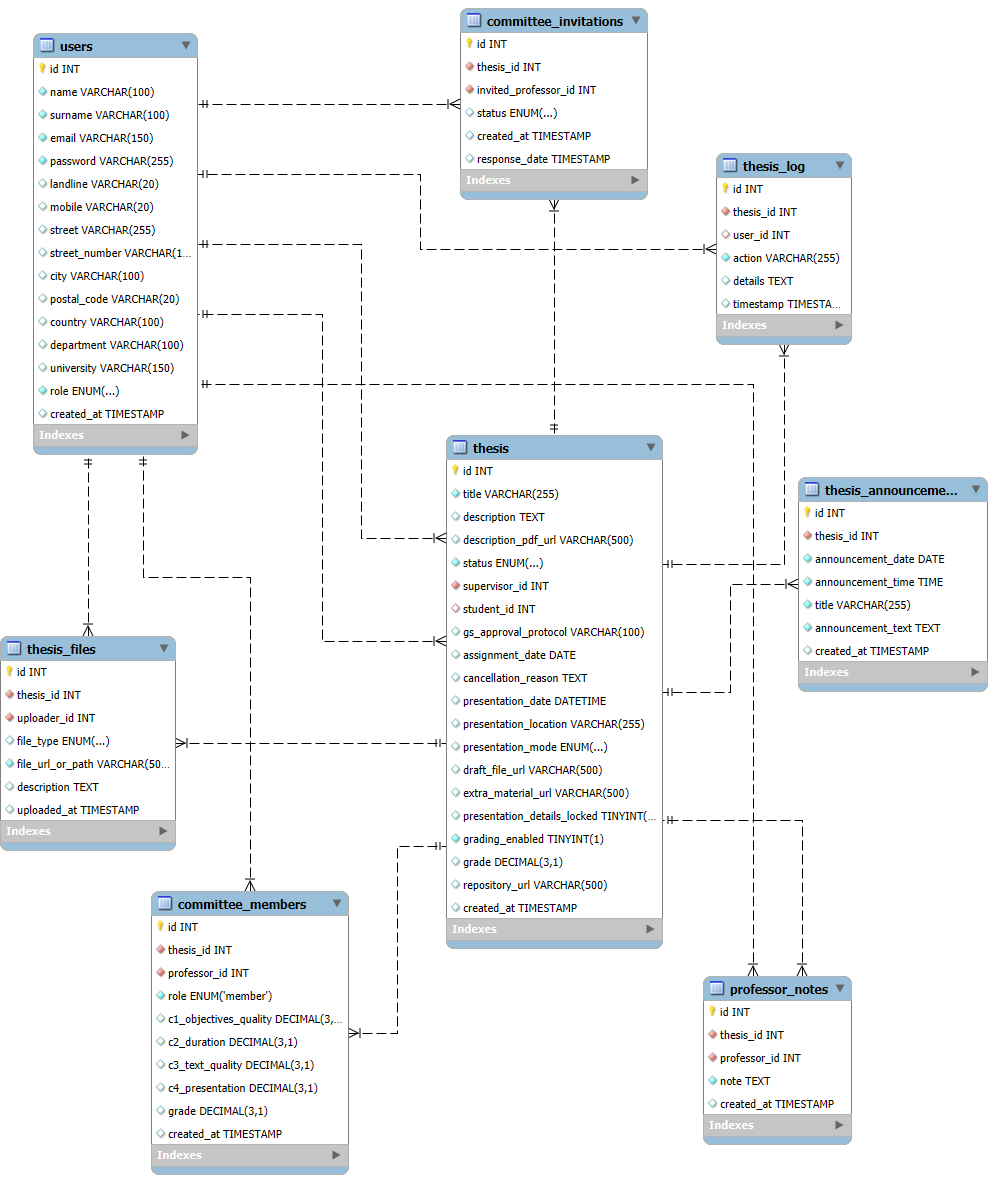 users
id INT
name VARCHAR(100)
surname VARCHAR(100)
email VARCHAR(150)
password VARCHAR(255)
landline VARCHAR(20)
mobile VARCHAR(20)
street VARCHAR(255)
street_number VARCHAR(1...
city VARCHAR(100)
postal_code VARCHAR(20)
country VARCHAR(100)
department VARCHAR(100)
university VARCHAR(150)
role ENUM(...)
created_at TIMESTAMP
Indexes
committee_invitations
id INT
thesis_id INT
invited_professor_id INT
status ENUM(...)
created_at TIMESTAMP
response_date TIMESTAMP
Indexes
thesis_log
id INT
thesis_id INT
user_id INT
action VARCHAR(255)
details TEXT
timestamp TIMESTA...
Indexes
thesis
id INT
title VARCHAR(255)
description TEXT
description_pdf_url VARCHAR(500)
status ENUM(...)
supervisor_id INT
student_id INT
gs_approval_protocol VARCHAR(100)
assignment_date DATE
cancellation_reason TEXT
presentation_date DATETIME
presentation_location VARCHAR(255)
presentation_mode ENUM(...)
draft_file_url VARCHAR(500)
extra_material_url VARCHAR(500)
presentation_details_locked TINYINT(...
grading_enabled TINYINT(1)
grade DECIMAL(3,1)
repository_url VARCHAR(500)
created_at TIMESTAMP
Indexes
thesis_announceme...
id INT
thesis_id INT
announcement_date DATE
announcement_time TIME
title VARCHAR(255)
announcement_text TEXT
created_at TIMESTAMP
Indexes
thesis_files
id INT
thesis_id INT
uploader_id INT
file_type ENUM(...)
file_url_or_path VARCHAR(50...
description TEXT
uploaded_at TIMESTAMP
Indexes
committee_members
id INT
thesis_id INT
professor_id INT
role ENUM('member')
c1_objectives_quality DECIMAL(3,...
c2_duration DECIMAL(3,1)
c3_text_quality DECIMAL(3,1)
c4_presentation DECIMAL(3,1)
grade DECIMAL(3,1)
created_at TIMESTAMP
Indexes
professor_notes
id INT
thesis_id INT
professor_id INT
note TEXT
created_at TIMESTAMP
Indexes